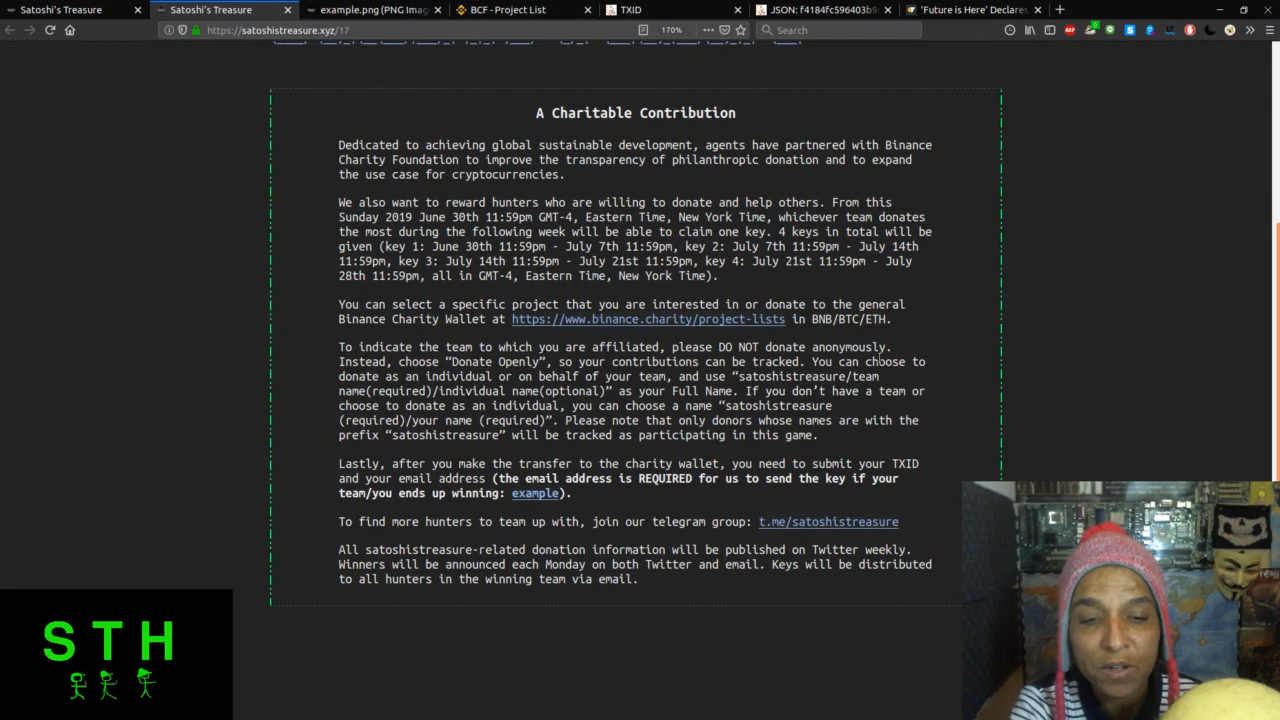 Satoshi's Treasure
Satoshi's Treasure
example.png (PNG Imag
BCF - Project List
TXID
JSON: f4184fc596403b9
'Future is Here' Declares
https://satoshistreasure.xyz/17
170%
Search
A Charitable Contribution
Dedicated to achieving global sustainable development, agents have partnered with Binance
Charity Foundation to improve the transparency of philanthropic donation and to expand
the use case for cryptocurrencies.
We also want to reward hunters who are willing to donate and help others. From this
Sunday 2019 June 30th 11:59pm GMT-4, Eastern Time, New York Time, whichever team donates
the most during the following week will be able to claim one key. 4 keys in total will be
given (key 1: June 30th 11:59pm - July 7th 11:59pm, key 2: July 7th 11:59pm - July 14th
11:59pm, key 3: July 14th 11:59pm - July 21st 11:59pm, key 4: July 21st 11:59pm - July
28th 11:59pm, all in GMT-4, Eastern Time, New York Time).
You can select a specific project that you are interested in or donate to the general
Binance Charity Wallet at https://www.binance.charity/project-lists in BNB/BTC/ETH.
To indicate the team to which you are affiliated, please DO NOT donate anonymously.
Instead, choose “Donate Openly”, so your contributions can be tracked. You can choose to
donate as an individual or on behalf of your team, and use “satoshistreasure/team
name(required)/individual name(optional)” as your Full Name. If you don’t have a team or
choose to donate as an individual, you can choose a name “satoshistreasure
(required)/your name (required)”. Please note that only donors whose names are with the
prefix “satoshistreasure” will be tracked as participating in this game.
Lastly, after you make the transfer to the charity wallet, you need to submit your TXID
and your email address (the email address is REQUIRED for us to send the key if your
team/you ends up winning: example).
To find more hunters to team up with, join our telegram group: t.me/satoshistreasure
All satoshistreasure-related donation information will be published on Twitter weekly.
Winners will be announced each Monday on both Twitter and email. Keys will be distributed
to all hunters in the winning team via email.
STH